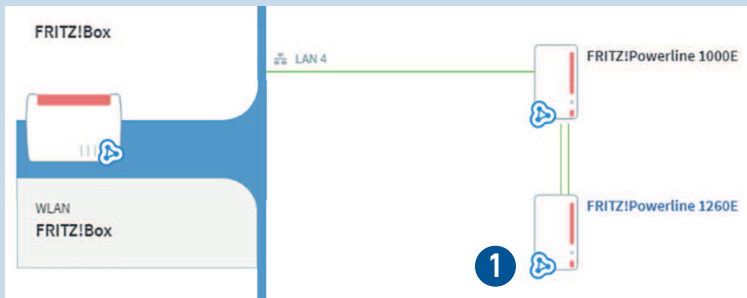 FRITZ!Box
LAN 4
FRITZ!Powerline 1000E
WLAN
FRITZ!Box
FRITZ!Powerline 1260E
1